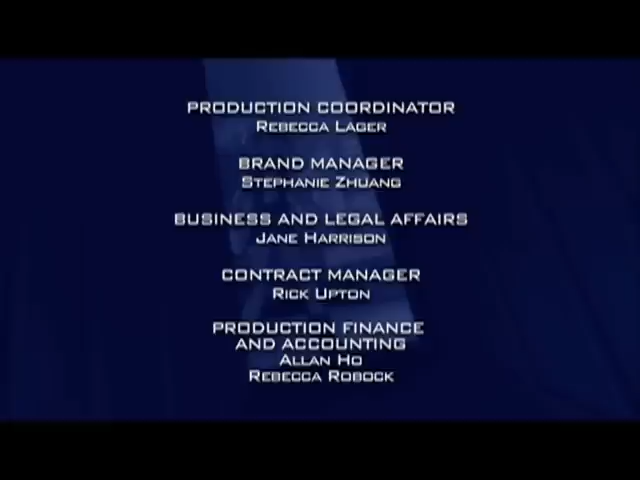 PRODUCTION COORDINATOR
REBECCA LAGER
BRAND MANAGER
STEPHANIE ZHUANG
BUSINESS AND LEGAL AFFAIRS
JANE HARRISON
CONTRACT MANAGER
RICK UPTON
PRODUCTION FINANCE
AND ACCOUNTING
ALLAN HO
REBECCA ROBOCK